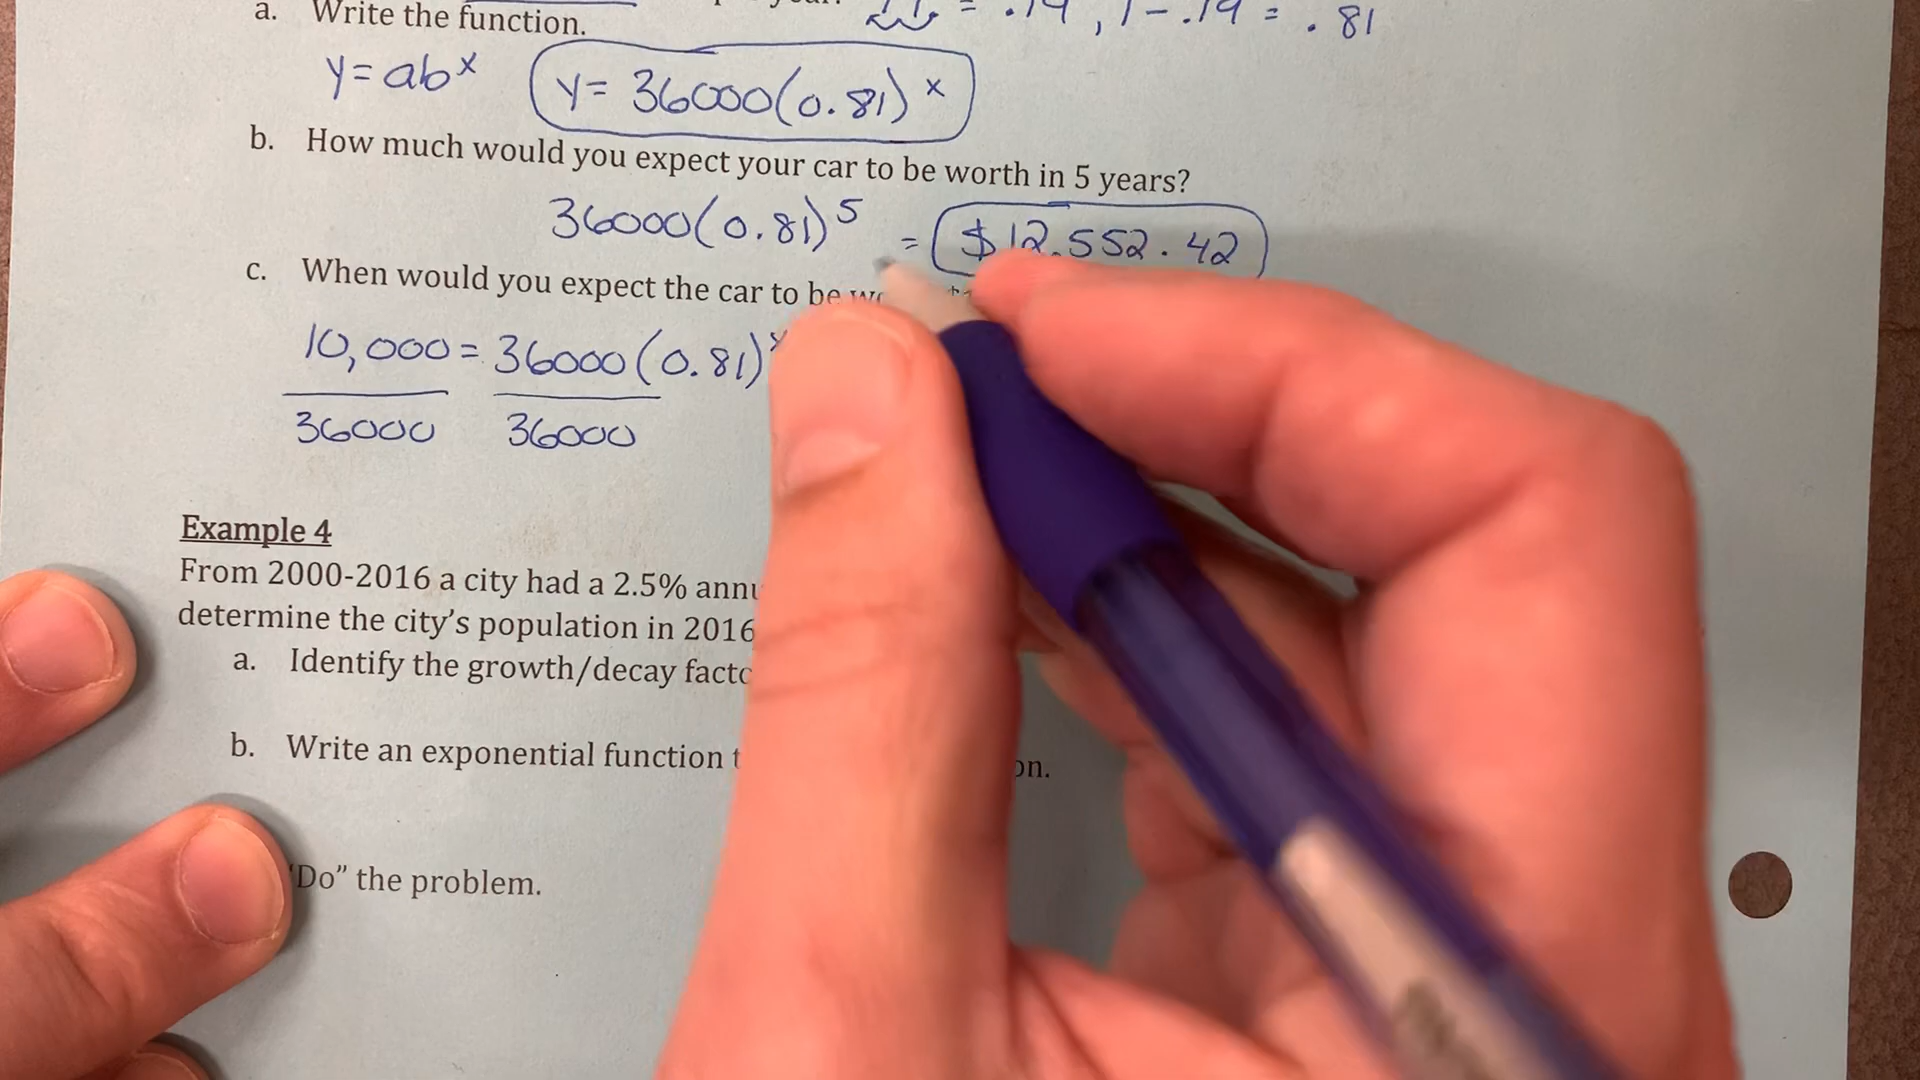 a. Write the function. = .19 , 1 - .19 = .81
y = ab^x y = 36000(0.81)^x
b. How much would you expect your car to be worth in 5 years?
36000(0.81)^5 = $12,552.42
c. When would you expect the car to be
10,000 = 36000(0.81)^x
36000 36000
Example 4
From 2000-2016 a city had a 2.5%
determine the city's population in 2016
a. Identify the growth/decay
b. Write an exponential function
"Do" the problem.